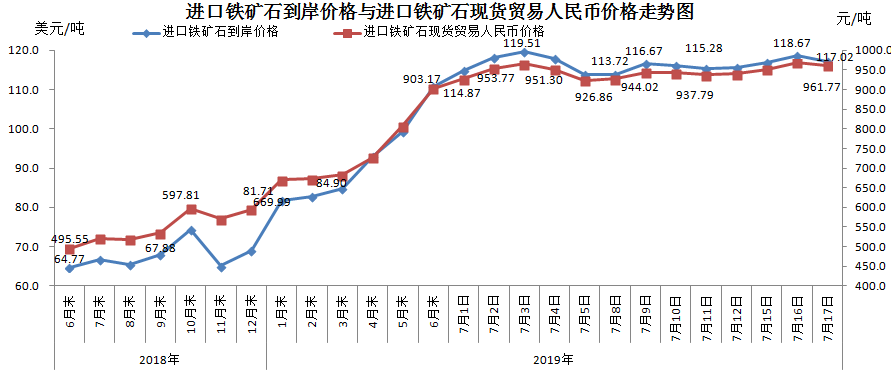 进口铁矿石到岸价格与进口铁矿石现货贸易人民币价格走势图
美元/吨
元/吨
进口铁矿石到岸价格
进口铁矿石现货贸易人民币价格
120.0
110.0
100.0
90.0
80.0
70.0
60.0
1000.0
950.0
900.0
850.0
800.0
750.0
700.0
650.0
600.0
550.0
500.0
450.0
400.0
495.55
64.77
67.88
597.81
81.71
669.99
84.90
903.17
114.87
953.77
119.51
951.30
113.72
926.86
116.67
944.02
115.28
937.79
118.67
117.02
961.77
6月末
7月末
8月末
9月末
10月末
11月末
12月末
1月末
2月末
3月末
4月末
5月末
6月末
7月1日
7月2日
7月3日
7月4日
7月5日
7月8日
7月9日
7月10日
7月11日
7月12日
7月15日
7月16日
7月17日
2018年
2019年